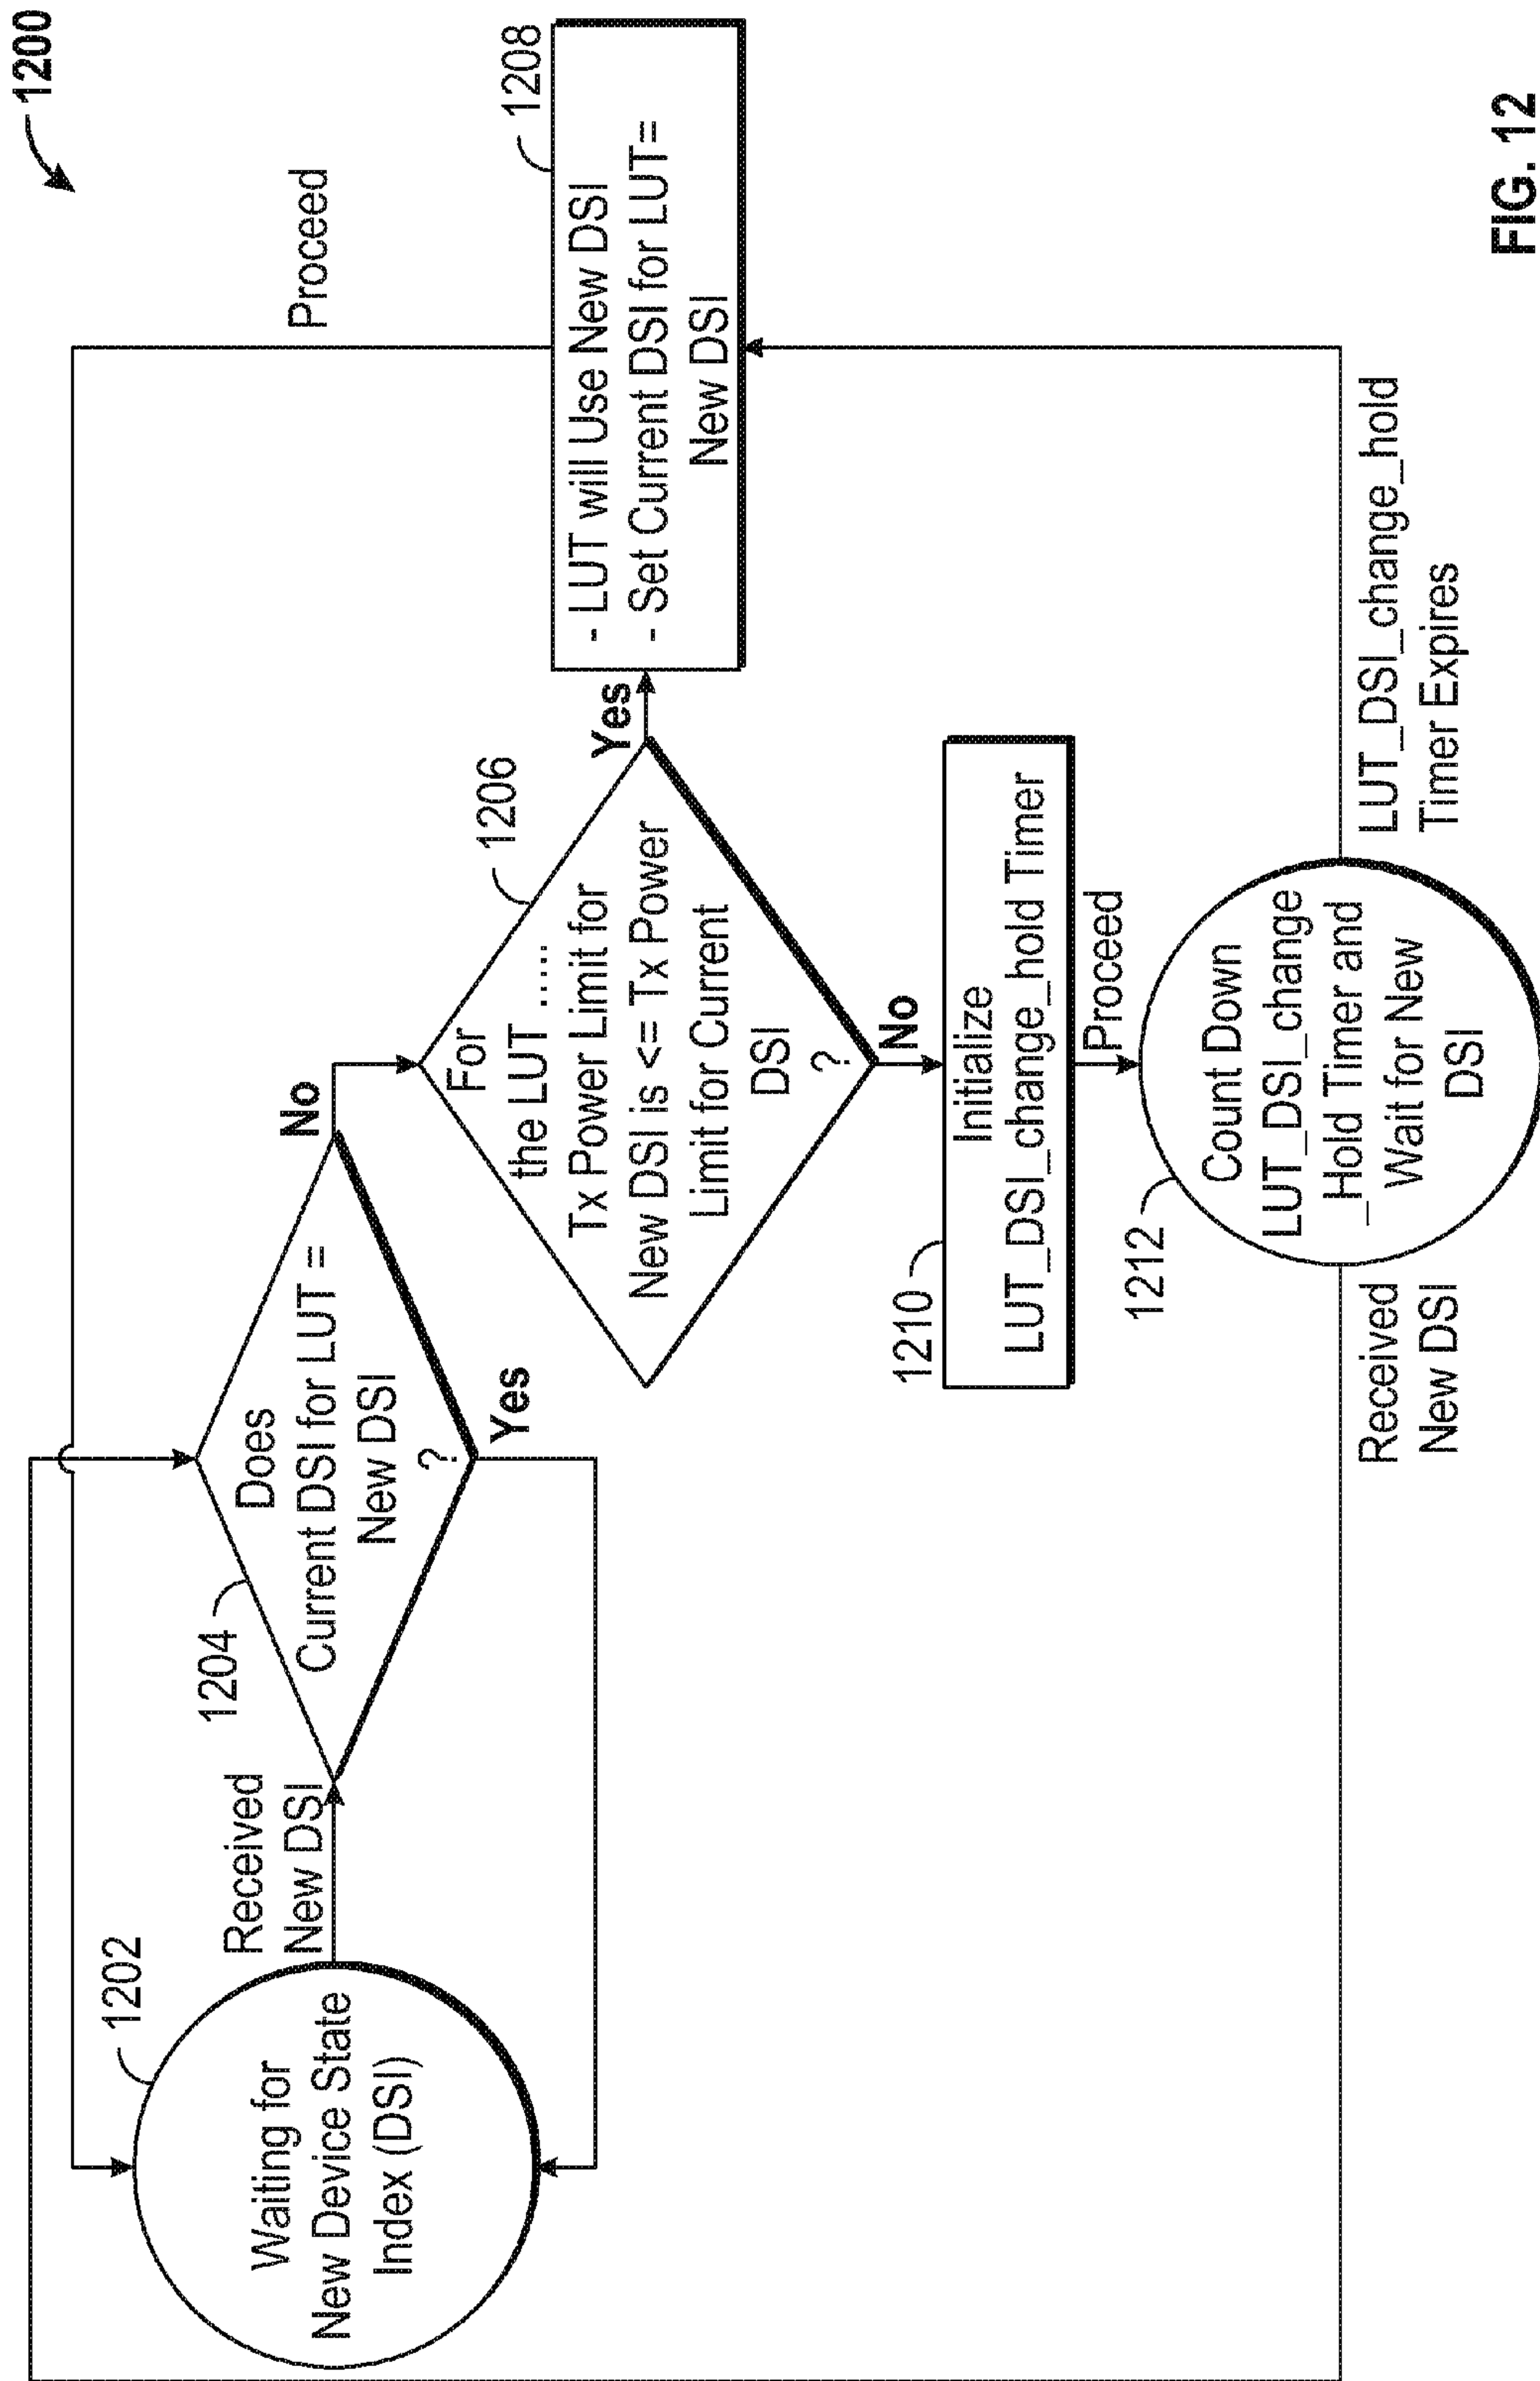 1200
1202
Waiting for
New Device State
Index (DSI)
Received
New DSI
1204
Does
Current DSI for LUT =
New DSI
?
No
Yes
1206
For
the LUT .....
Tx Power Limit for
New DSI is <= Tx Power
Limit for Current
DSI
?
Yes
No
1208
- LUT will Use New DSI
- Set Current DSI for LUT=
New DSI
Proceed
1210
Initialize
LUT_DSI_change_hold Timer
Proceed
1212
Count Down
LUT_DSI_change
_Hold Timer and
Wait for New
DSI
Received
New DSI
LUT_DSI_change_hold
Timer Expires
FIG. 12